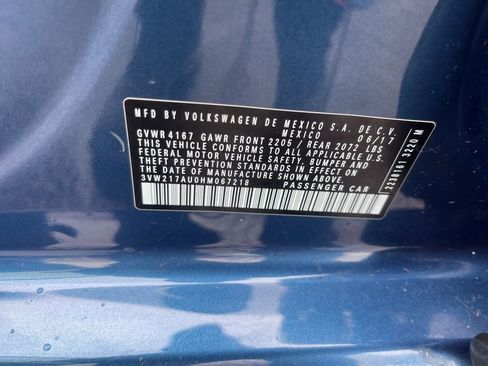 MFD BY VOLKSWAGEN DE MEXICO S.A. DE C.V.
MEXICO 06/17
GVWR 4167 GAWR FRONT 2205 / REAR 2072 LBS
THIS VEHICLE CONFORMS TO ALL APPLICABLE
FEDERAL MOTOR VEHICLE SAFETY, BUMPER AND
THEFT PREVENTION STANDARDS IN EFFECT ON
THE DATE OF MANUFACTURE SHOWN ABOVE
3VW217AU0HM067218 PASSENGER CAR
2238161 3220 M